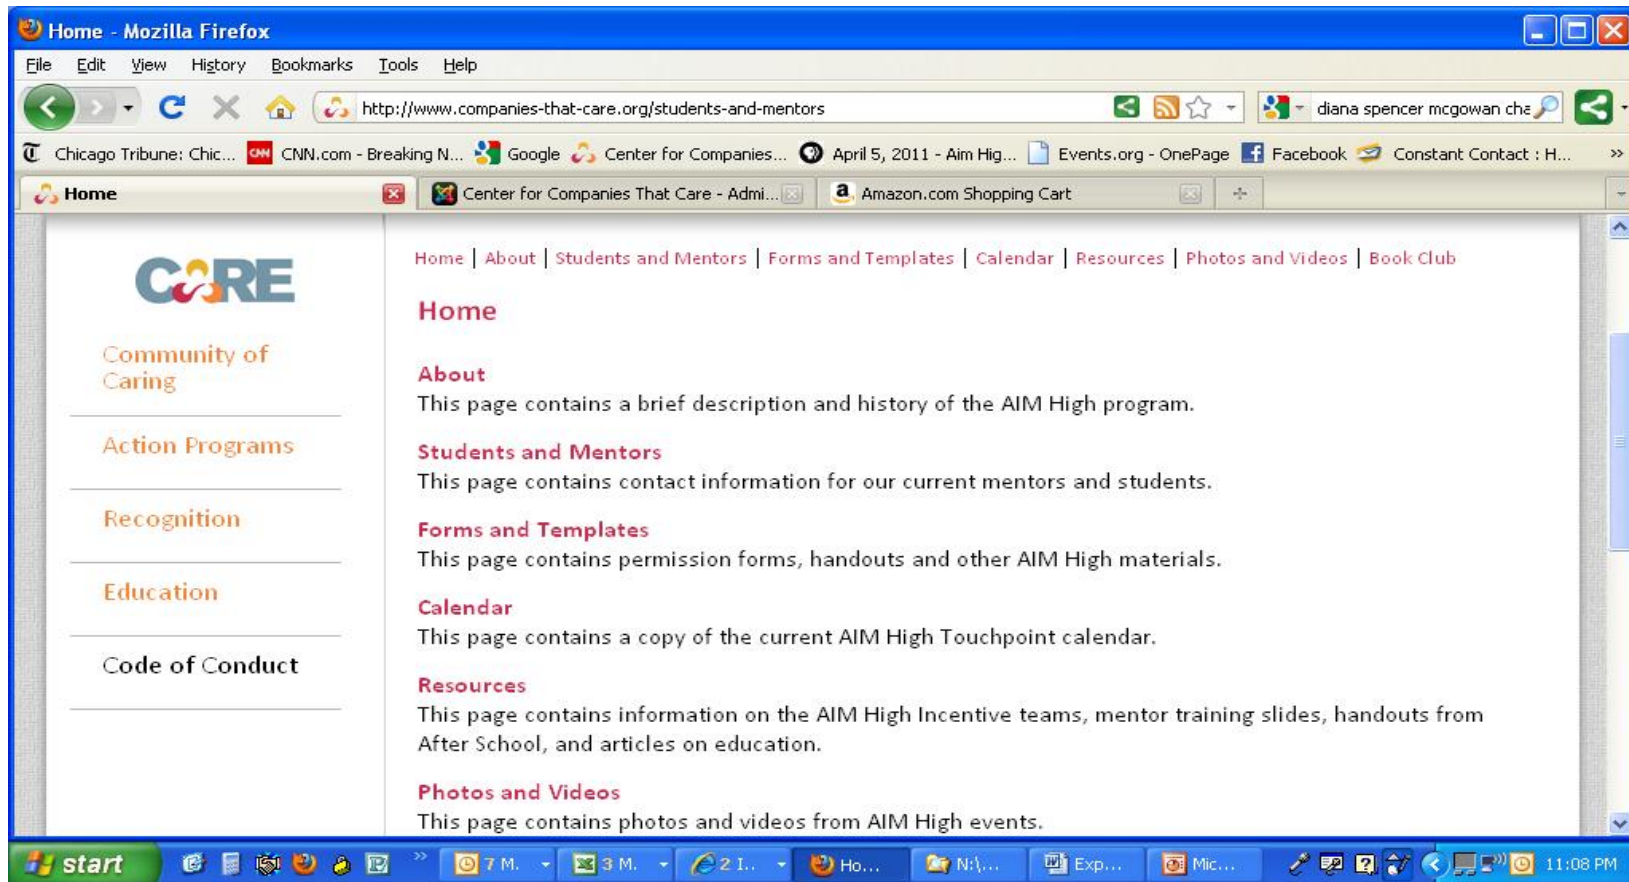 Home - Mozilla Firefox
File Edit View History Bookmarks Tools Help
http://www.companies-that-care.org/students-and-mentors diana spencer mcgowan cha
Chicago Tribune: Chic... CNN.com - Breaking N... Google Center for Companies... April 5, 2011 - Aim Hig... Events.org - OnePage Facebook Constant Contact : H... »
Home Center for Companies That Care - Admi... Amazon.com Shopping Cart
CARE
Home | About | Students and Mentors | Forms and Templates | Calendar | Resources | Photos and Videos | Book Club
Community of
Caring
Action Programs
Recognition
Education
Code of Conduct
Home
About
This page contains a brief description and history of the AIM High program.
Students and Mentors
This page contains contact information for our current mentors and students.
Forms and Templates
This page contains permission forms, handouts and other AIM High materials.
Calendar
This page contains a copy of the current AIM High Touchpoint calendar.
Resources
This page contains information on the AIM High Incentive teams, mentor training slides, handouts from
After School, and articles on education.
Photos and Videos
This page contains photos and videos from AIM High events.
start » 7 M. 3 M. 2 I.. Ho... N:\... Exp... Mic... 11:08 PM